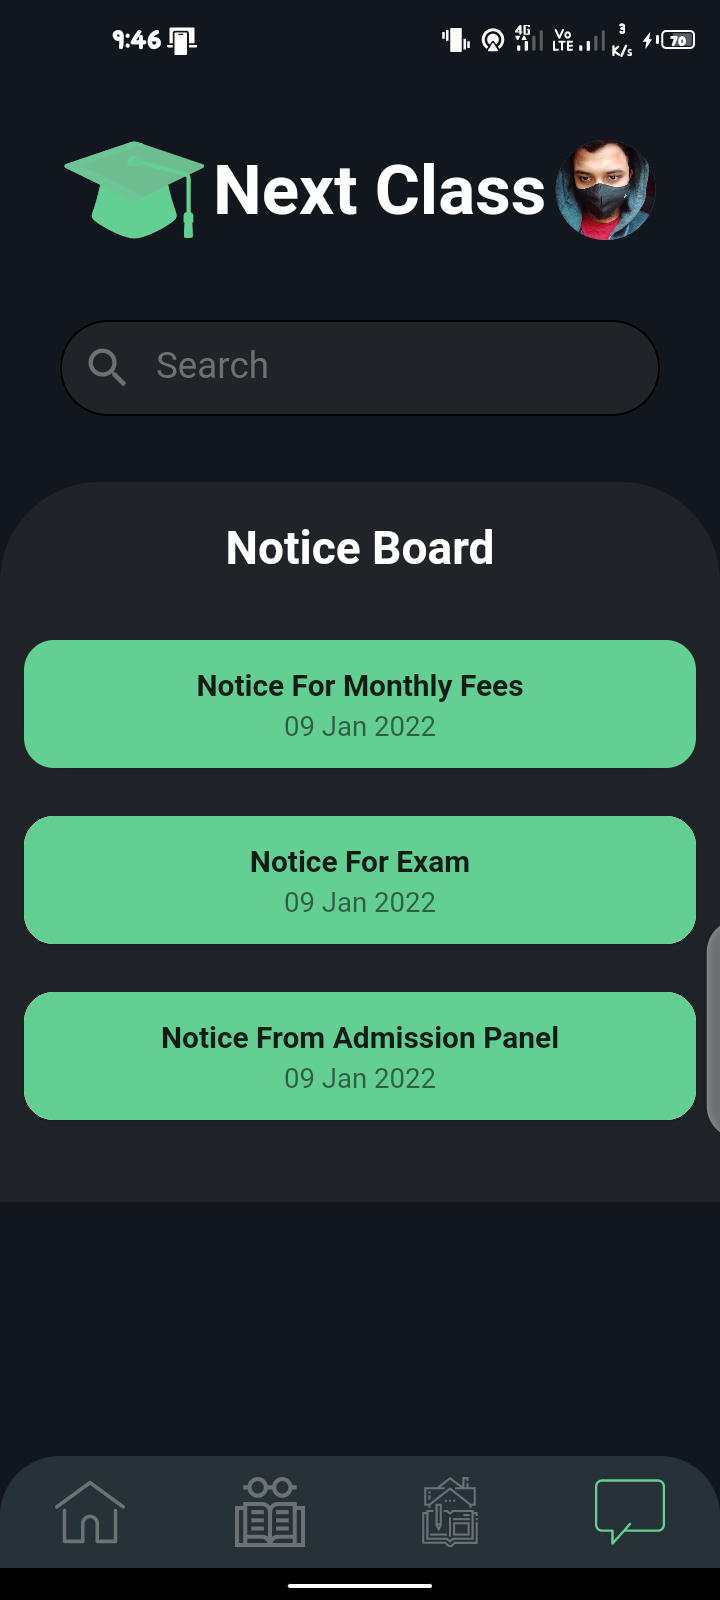 9:46
4G
Vo
LTE
3
K/s
70
Next Class
Search
Notice Board
Notice For Monthly Fees
09 Jan 2022
Notice For Exam
09 Jan 2022
Notice From Admission Panel
09 Jan 2022